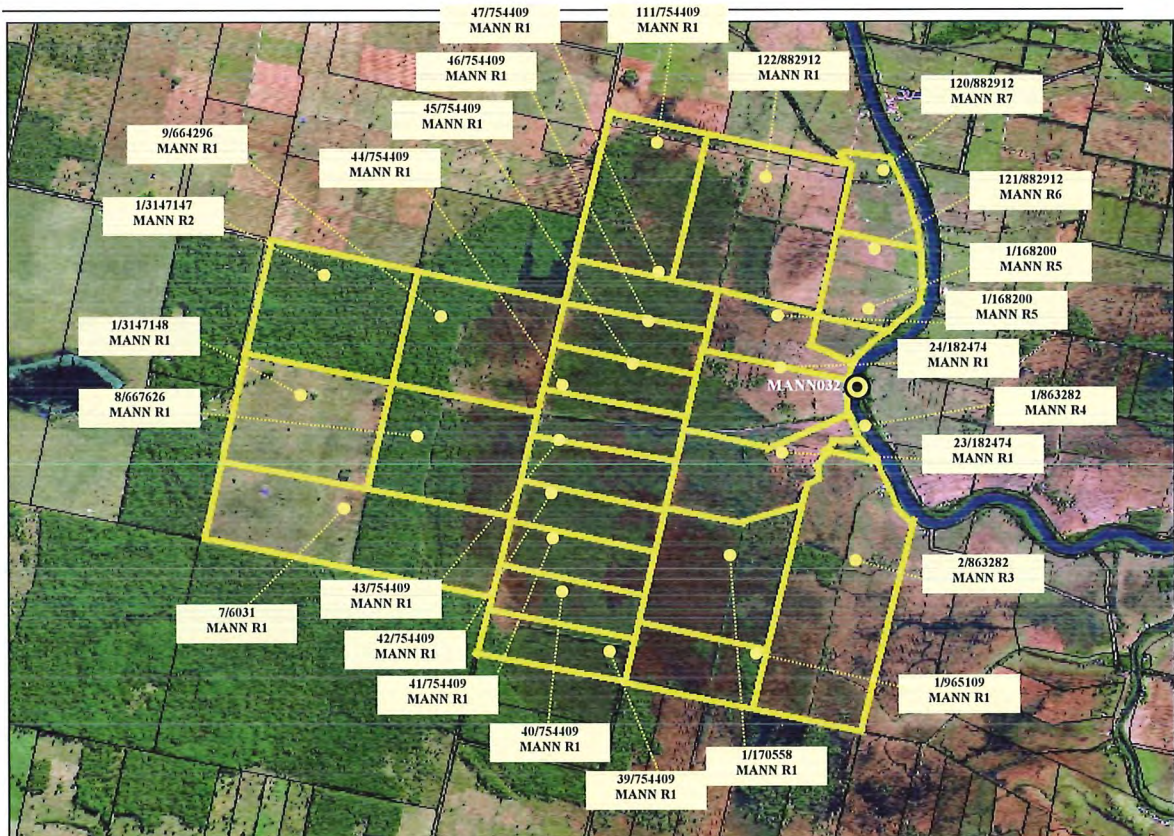 47/754409
MANN R1
111/754409
MANN R1
46/754409
MANN R1
122/882912
MANN R1
120/882912
MANN R7
45/754409
MANN R1
9/664296
MANN R1
44/754409
MANN R1
121/882912
MANN R6
1/3147147
MANN R2
1/168200
MANN R5
1/168200
MANN R5
1/3147148
MANN R1
24/182474
MANN R1
MANN032
8/667626
MANN R1
1/863282
MANN R4
23/182474
MANN R1
2/863282
MANN R3
43/754409
MANN R1
7/6031
MANN R1
42/754409
MANN R1
41/754409
MANN R1
1/965109
MANN R1
40/754409
MANN R1
1/170558
MANN R1
39/754409
MANN R1